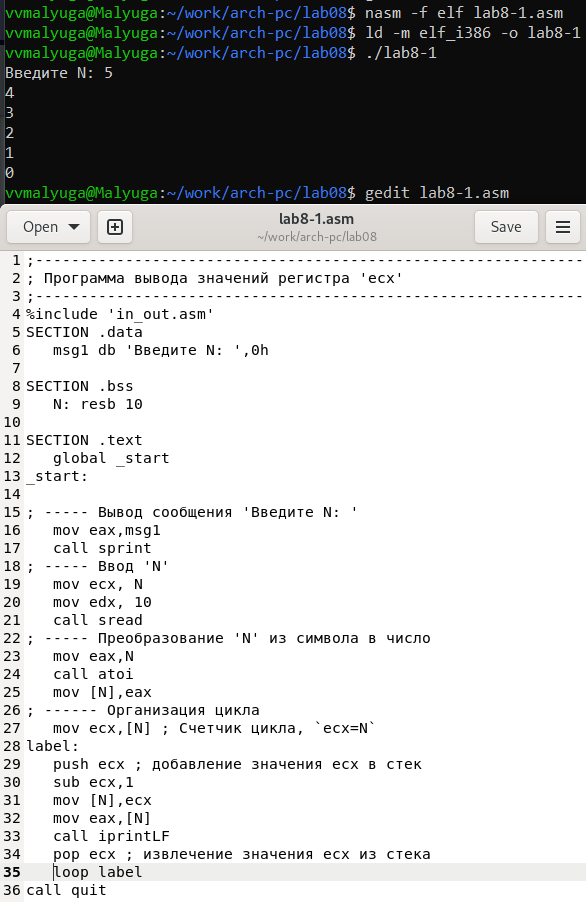 vvmalyuga@Malyuga:~/work/arch-pc/lab08$ nasm -f elf lab8-1.asm
vvmalyuga@Malyuga:~/work/arch-pc/lab08$ ld -m elf_i386 -o lab8-1
vvmalyuga@Malyuga:~/work/arch-pc/lab08$ ./lab8-1
Введите N: 5
4
3
2
1
0
vvmalyuga@Malyuga:~/work/arch-pc/lab08$ gedit lab8-1.asm
Open lab8-1.asm Save
~/work/arch-pc/lab08
1 ;-------------------------------------------------------------
2 ; Программа вывода значений регистра 'ecx'
3 ;-------------------------------------------------------------
4 %include 'in_out.asm'
5 SECTION .data
6    msg1 db 'Введите N: ',0h
7
8 SECTION .bss
9    N: resb 10
10
11 SECTION .text
12    global _start
13 _start:
14
15 ; ----- Вывод сообщения 'Введите N: '
16    mov eax,msg1
17    call sprint
18 ; ----- Ввод 'N'
19    mov ecx, N
20    mov edx, 10
21    call sread
22 ; ----- Преобразование 'N' из символа в число
23    mov eax,N
24    call atoi
25    mov [N],eax
26 ; ------ Организация цикла
27    mov ecx,[N] ; Счетчик цикла, `ecx=N`
28 label:
29    push ecx ; добавление значения ecx в стек
30    sub ecx,1
31    mov [N],ecx
32    mov eax,[N]
33    call iprintLF
34    pop ecx ; извлечение значения ecx из стека
35    loop label
36 call quit